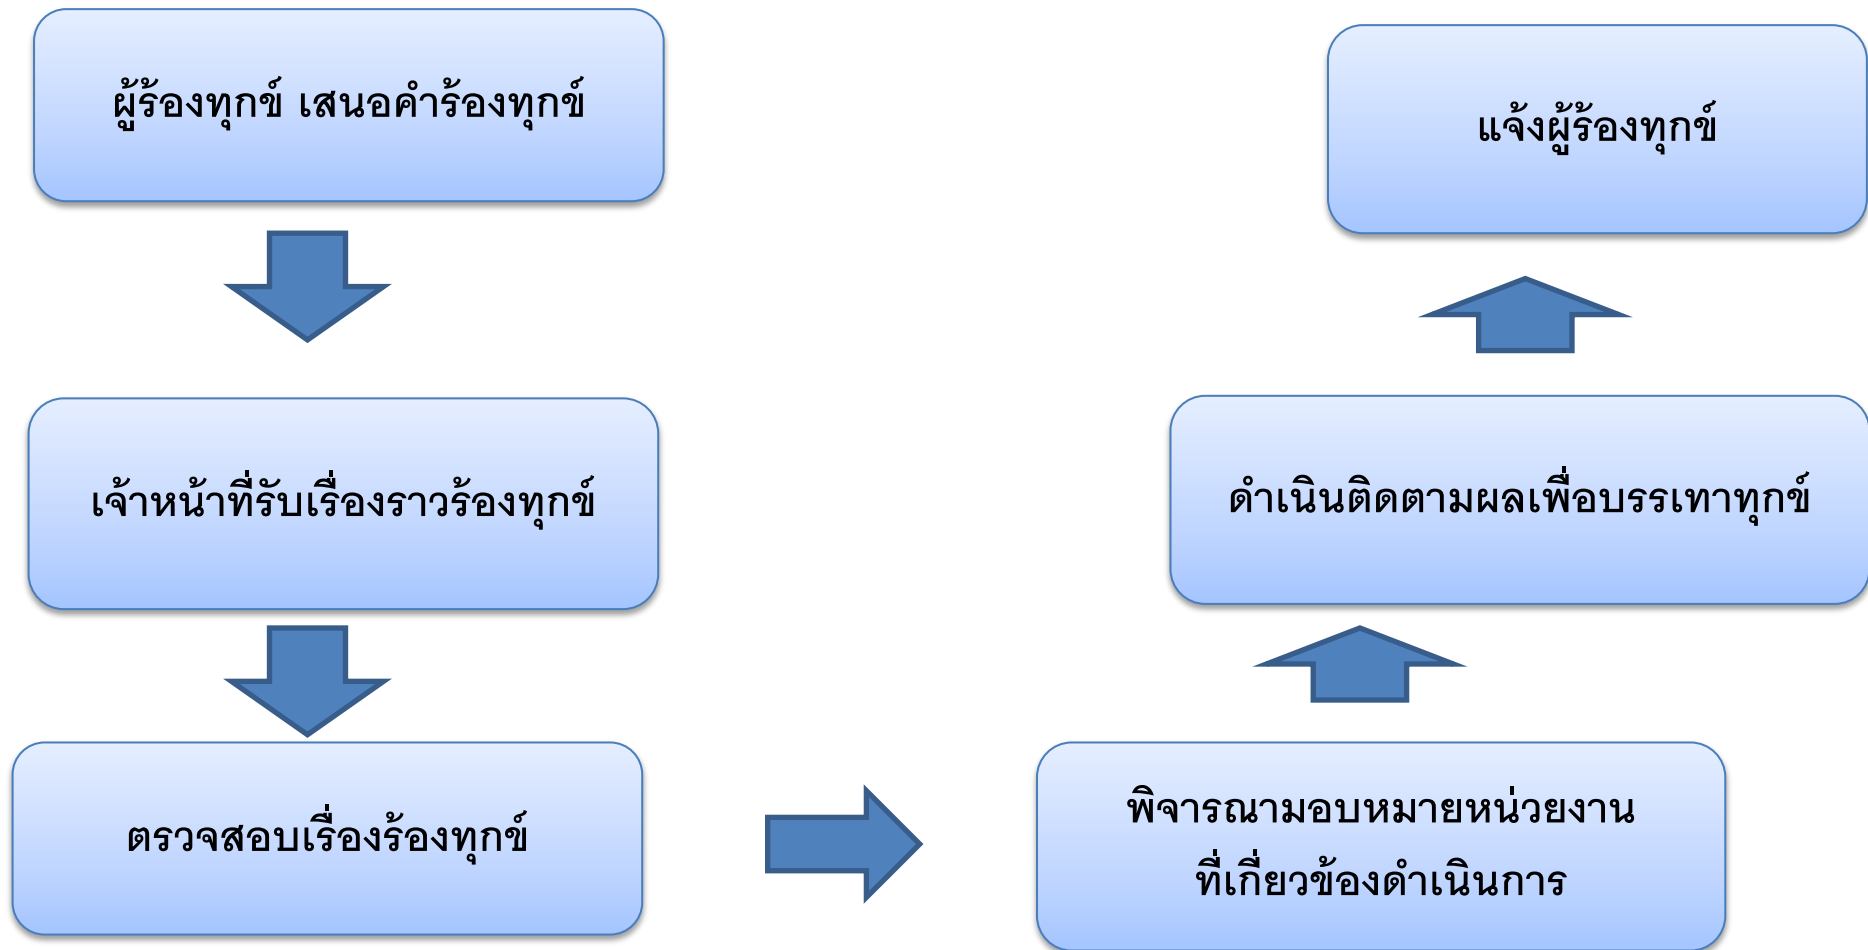 ผู้ร้องทุกข์ เสนอคำร้องทุกข์
เจ้าหน้าที่รับเรื่องราวร้องทุกข์
ตรวจสอบเรื่องร้องทุกข์
พิจารณามอบหมายหน่วยงาน
ที่เกี่ยวข้องดำเนินการ
ดำเนินติดตามผลเพื่อบรรเทาทุกข์
แจ้งผู้ร้องทุกข์